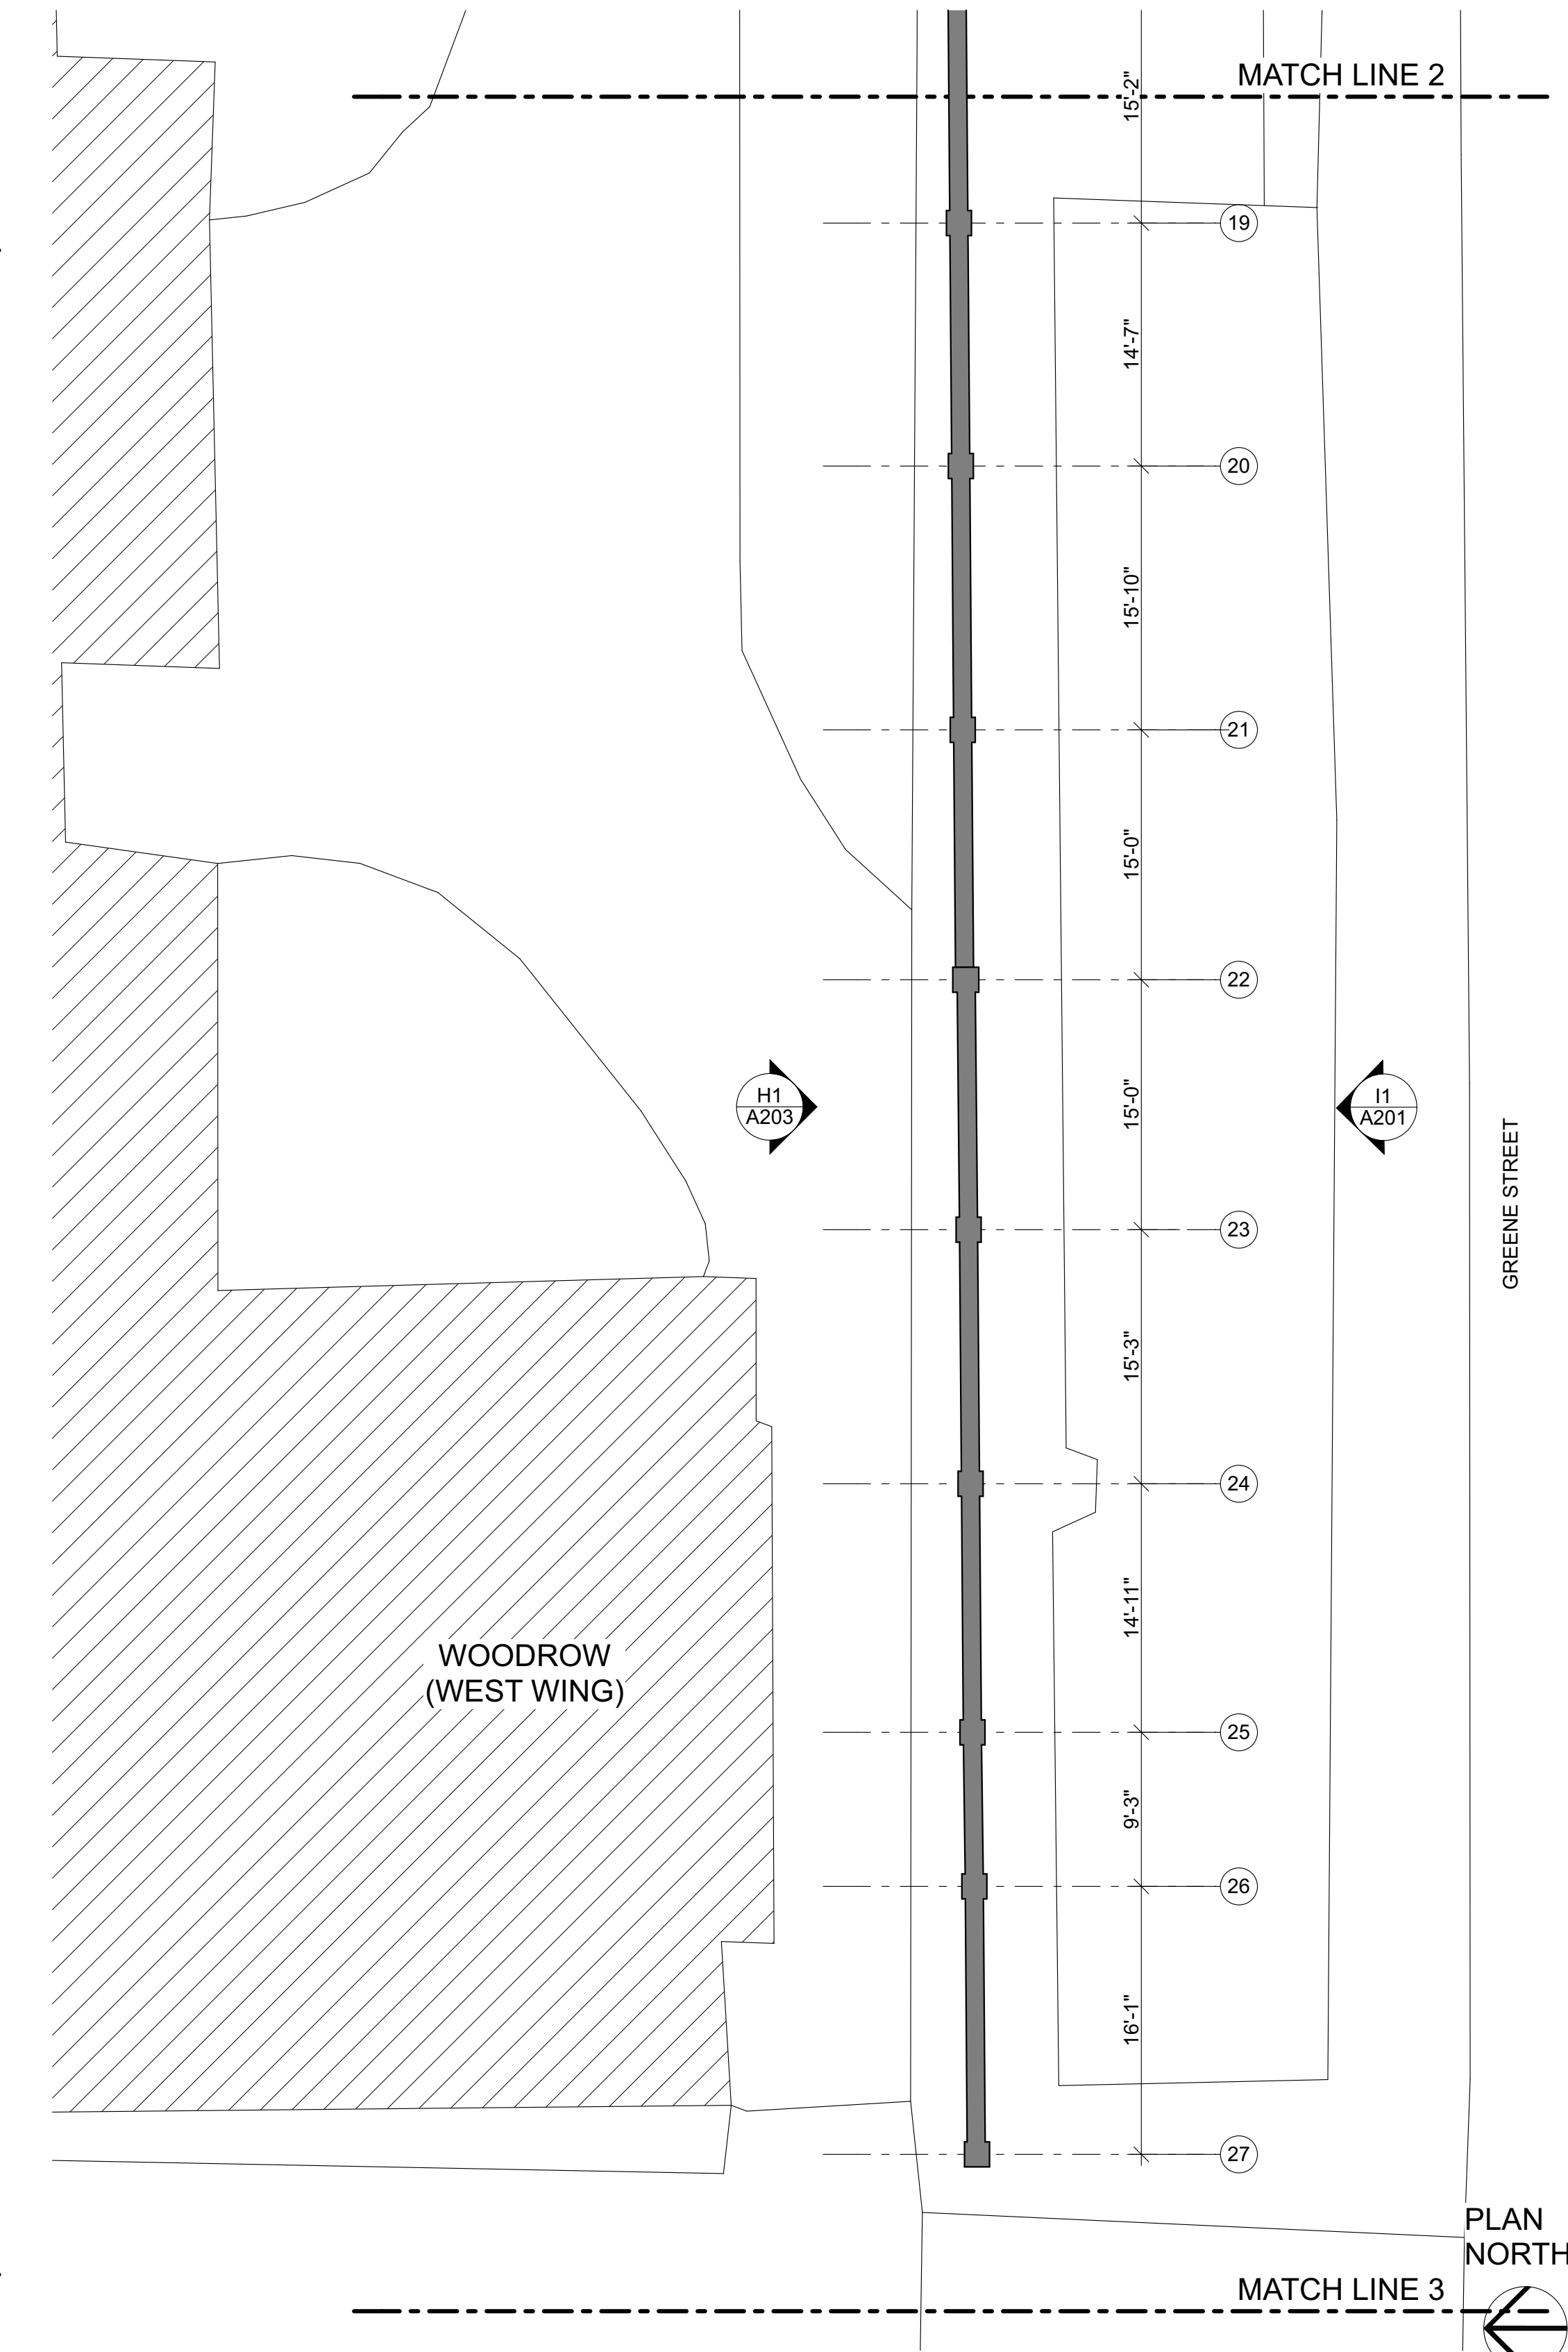 MATCH LINE 2
15'-2"
19
14'-7"
20
15'-10"
21
15'-0"
22
H1
A203
15'-0"
I1
A201
GREENE STREET
23
15'-3"
24
14'-11"
WOODROW
(WEST WING)
25
9'-3"
26
16'-1"
27
PLAN
NORTH
MATCH LINE 3